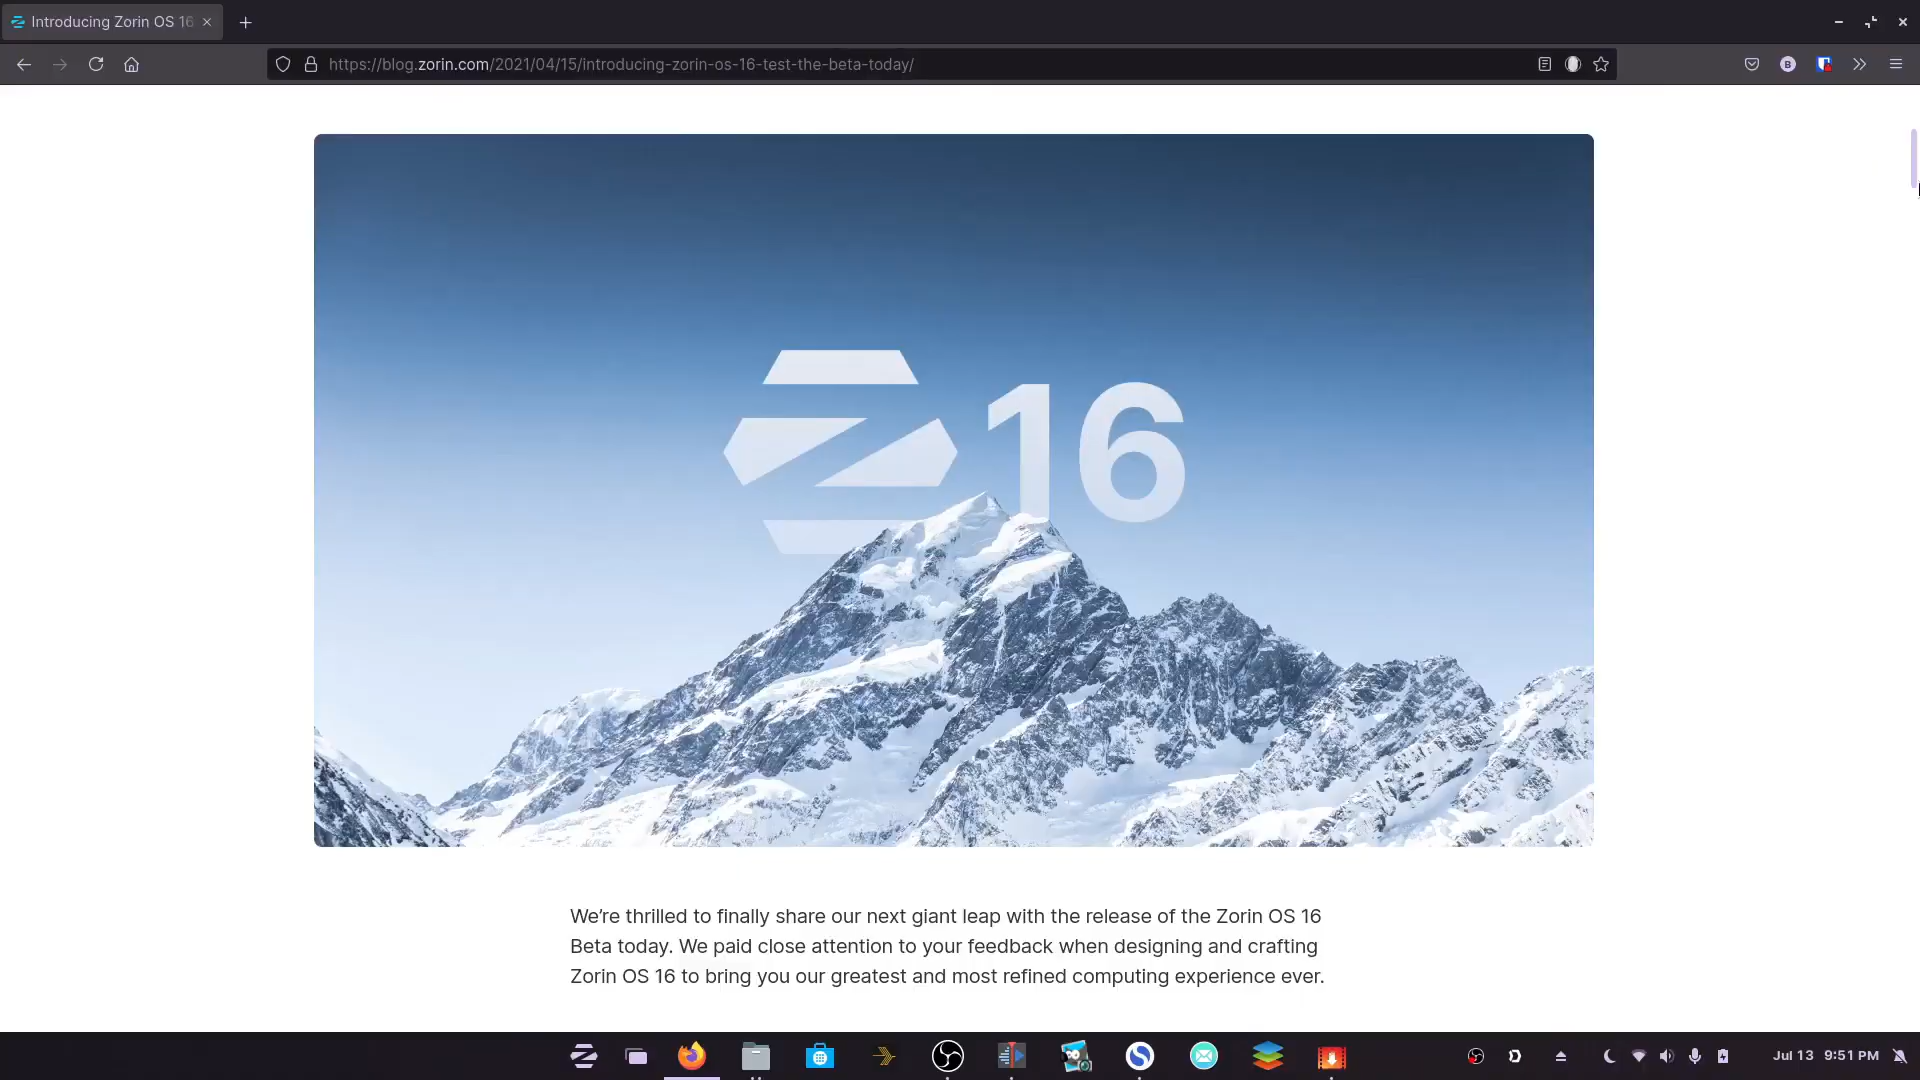 Introducing Zorin OS 16
https://blog.zorin.com/2021/04/15/introducing-zorin-os-16-test-the-beta-today/
B
16
We’re thrilled to finally share our next giant leap with the release of the Zorin OS 16
Beta today. We paid close attention to your feedback when designing and crafting
Zorin OS 16 to bring you our greatest and most refined computing experience ever.
Jul 13 9:51 PM